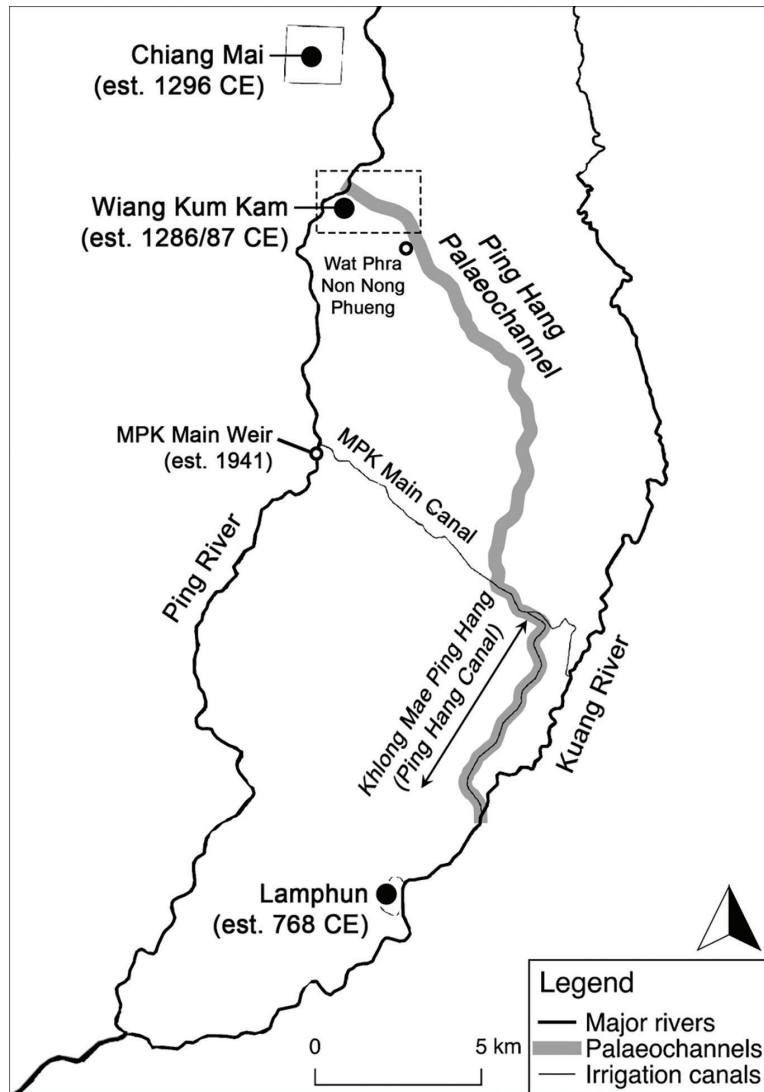 Chiang Mai
(est. 1296 CE)
Wiang Kum Kam
(est. 1286/87 CE)
Wat Phra
Non Nong
Phueng
Ping Hang
Palaeochannel
MPK Main Weir
(est. 1941)
MPK Main Canal
Ping River
Khlong Mae Ping Hang
(Ping Hang Canal)
Kuang River
Lamphun
(est. 768 CE)
Legend
Major rivers
Palaeochannels
Irrigation canals
0 5 km